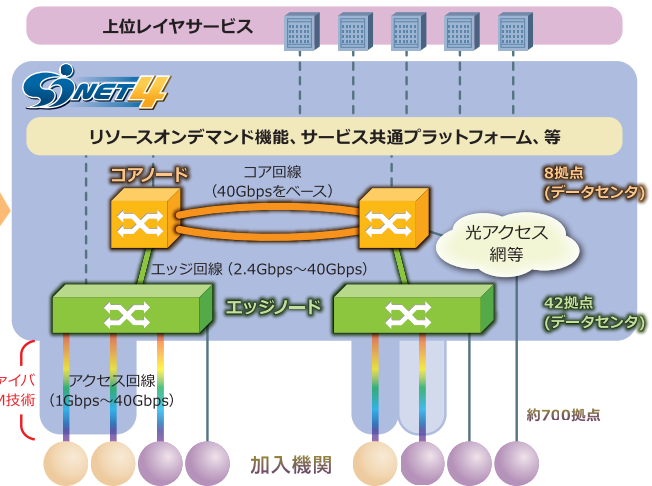 上位レイヤサービス
SINET4
リソースオンデマンド機能、サービス共通プラットフォーム、等
コアノード
コア回線
（40Gbpsをベース）
8拠点
(データセンタ)
光アクセス
網等
エッジ回線（2.4Gbps～40Gbps）
エッジノード
42拠点
(データセンタ)
ァイバ
M技術
アクセス回線
（1Gbps～40Gbps）
約700拠点
加入機関